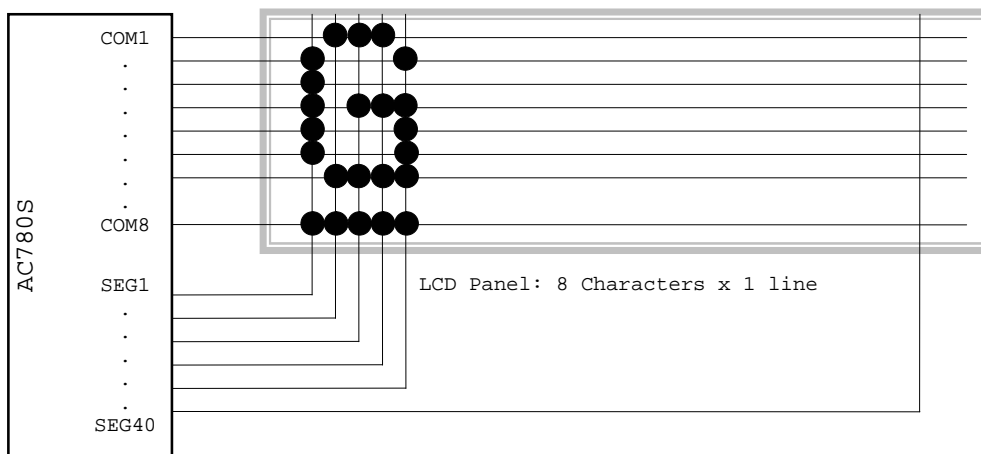 AC780S
COM1
.
.
.
.
.
.
.
COM8
SEG1
.
.
.
.
.
SEG40
LCD Panel: 8 Characters x 1 line